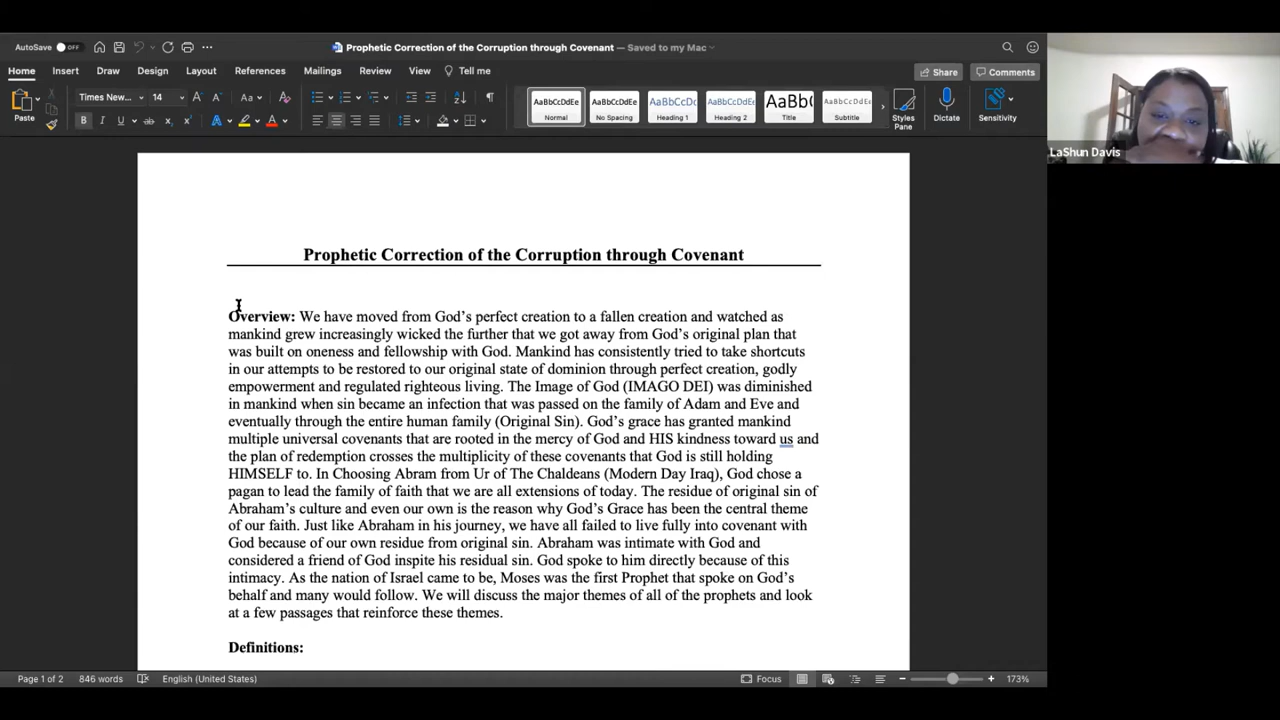 AutoSave OFF
Prophetic Correction of the Corruption through Covenant — Saved to my Mac
Home Insert Draw Design Layout References Mailings Review View Tell me
Share Comments
Paste
Times New... 14
Aa
AaBbCcDdEe AaBbCcDdEe AaBbCcDc AaBbCcDdEe AaBbC AaBbCcDdEe
Normal No Spacing Heading 1 Heading 2 Title Subtitle
Styles Pane
Dictate
Sensitivity
B I U ab x x A A
LaShun Davis
Prophetic Correction of the Corruption through Covenant
Overview: We have moved from God's perfect creation to a fallen creation and watched as
mankind grew increasingly wicked the further that we got away from God's original plan that
was built on oneness and fellowship with God. Mankind has consistently tried to take shortcuts
in our attempts to be restored to our original state of dominion through perfect creation, godly
empowerment and regulated righteous living. The Image of God (IMAGO DEI) was diminished
in mankind when sin became an infection that was passed on the family of Adam and Eve and
eventually through the entire human family (Original Sin). God's grace has granted mankind
multiple universal covenants that are rooted in the mercy of God and HIS kindness toward us and
the plan of redemption crosses the multiplicity of these covenants that God is still holding
HIMSELF to. In Choosing Abram from Ur of The Chaldeans (Modern Day Iraq), God chose a
pagan to lead the family of faith that we are all extensions of today. The residue of original sin of
Abraham's culture and even our own is the reason why God's Grace has been the central theme
of our faith. Just like Abraham in his journey, we have all failed to live fully into covenant with
God because of our own residue from original sin. Abraham was intimate with God and
considered a friend of God inspite his residual sin. God spoke to him directly because of this
intimacy. As the nation of Israel came to be, Moses was the first Prophet that spoke on God's
behalf and many would follow. We will discuss the major themes of all of the prophets and look
at a few passages that reinforce these themes.
Definitions:
Page 1 of 2 846 words English (United States) Focus 173%